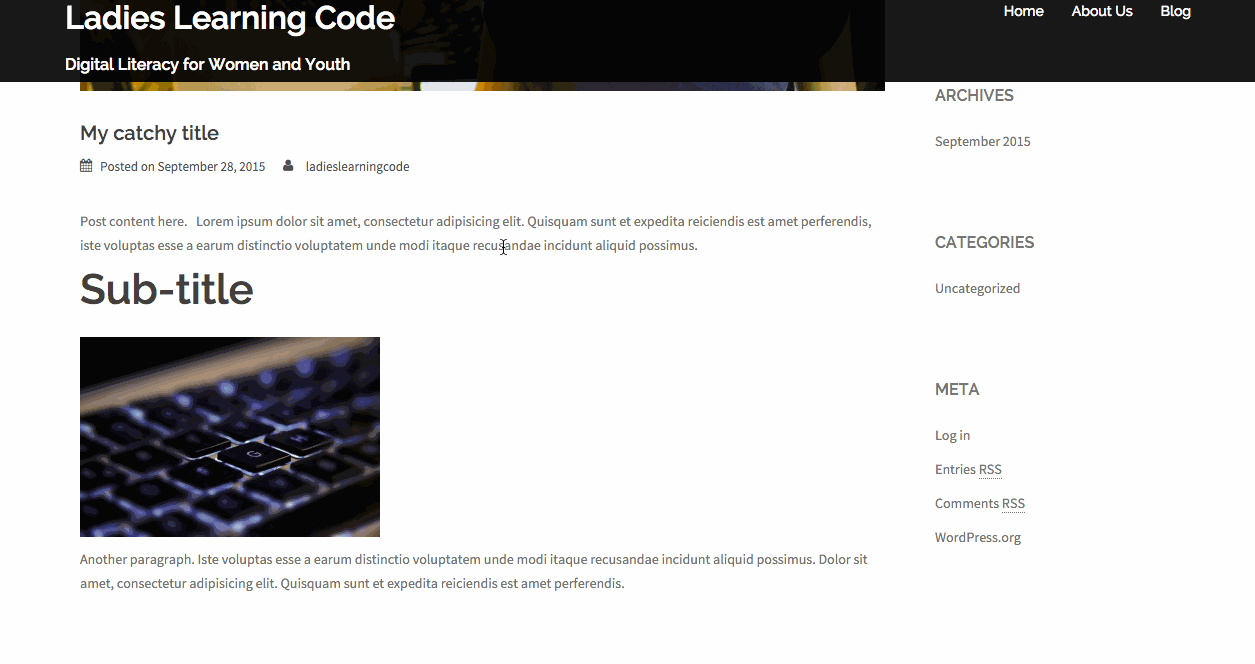 Ladies Learning Code
Digital Literacy for Women and Youth
Home About Us Blog
My catchy title
Posted on September 28, 2015 ladieslearningcode
Post content here. Lorem ipsum dolor sit amet, consectetur adipisicing elit. Quisquam sunt et expedita reiciendis est amet perferendis,
iste voluptas esse a earum distinctio voluptatem unde modi itaque recusandae incidunt aliquid possimus.
Sub-title
G
H
Another paragraph. Iste voluptas esse a earum distinctio voluptatem unde modi itaque recusandae incidunt aliquid possimus. Dolor sit
amet, consectetur adipisicing elit. Quisquam sunt et expedita reiciendis est amet perferendis.
ARCHIVES
September 2015
CATEGORIES
Uncategorized
META
Log in
Entries RSS
Comments RSS
WordPress.org